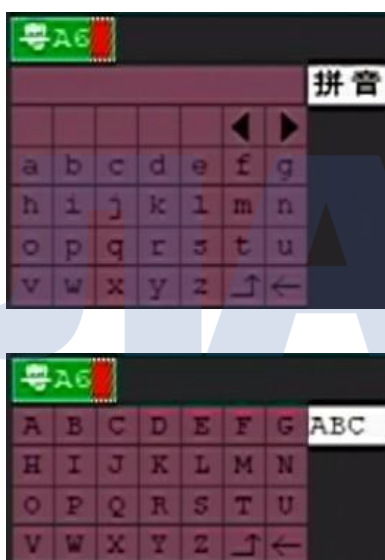 A6
拼音
◀ ▶
a b c d e f g
h i j k l m n
o p q r s t u
v w x y z ⮥ ←
A6
A B C D E F G ABC
H I J K L M N
O P Q R S T U
V W X Y Z ⮥ ←